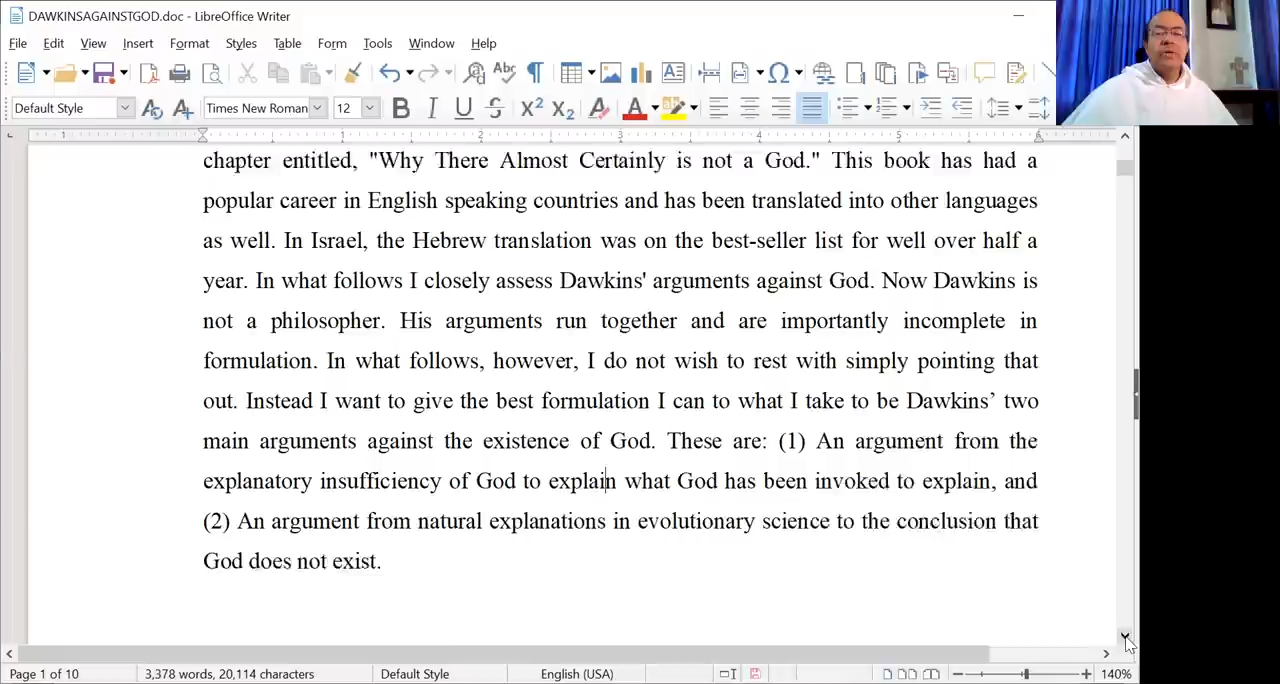 DAWKINSAGAINSTGOD.doc - LibreOffice Writer
File Edit View Insert Format Styles Table Form Tools Window Help
Default Style Times New Roman 12
1 1 2 3 4 5 6
chapter entitled, "Why There Almost Certainly is not a God." This book has had a
popular career in English speaking countries and has been translated into other languages
as well. In Israel, the Hebrew translation was on the best-seller list for well over half a
year. In what follows I closely assess Dawkins' arguments against God. Now Dawkins is
not a philosopher. His arguments run together and are importantly incomplete in
formulation. In what follows, however, I do not wish to rest with simply pointing that
out. Instead I want to give the best formulation I can to what I take to be Dawkins’ two
main arguments against the existence of God. These are: (1) An argument from the
explanatory insufficiency of God to explain what God has been invoked to explain, and
(2) An argument from natural explanations in evolutionary science to the conclusion that
God does not exist.
Page 1 of 10 3,378 words, 20,114 characters Default Style English (USA) 140%